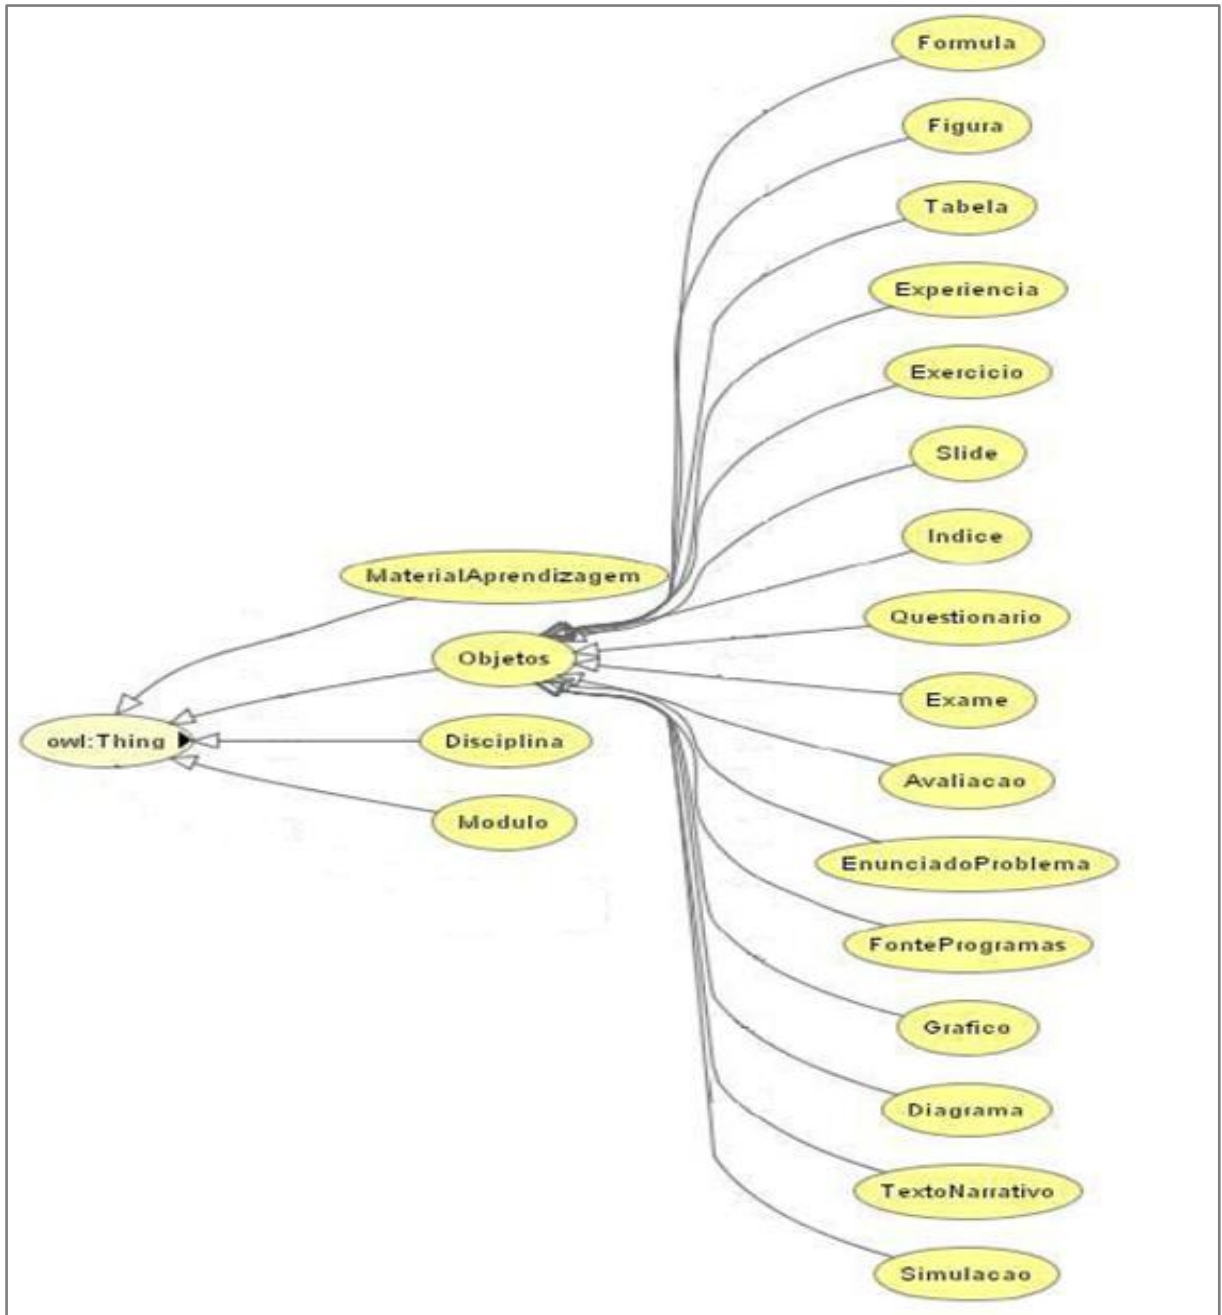 Formula
Figura
Tabela
Experiencia
Exercicio
Slide
Indice
MaterialAprendizagem
Questionario
Objetos
Exame
owl:Thing
Disciplina
Avaliacao
Modulo
EnunciadoProblema
FonteProgramas
Grafico
Diagrama
TextoNarrativo
Simulacao